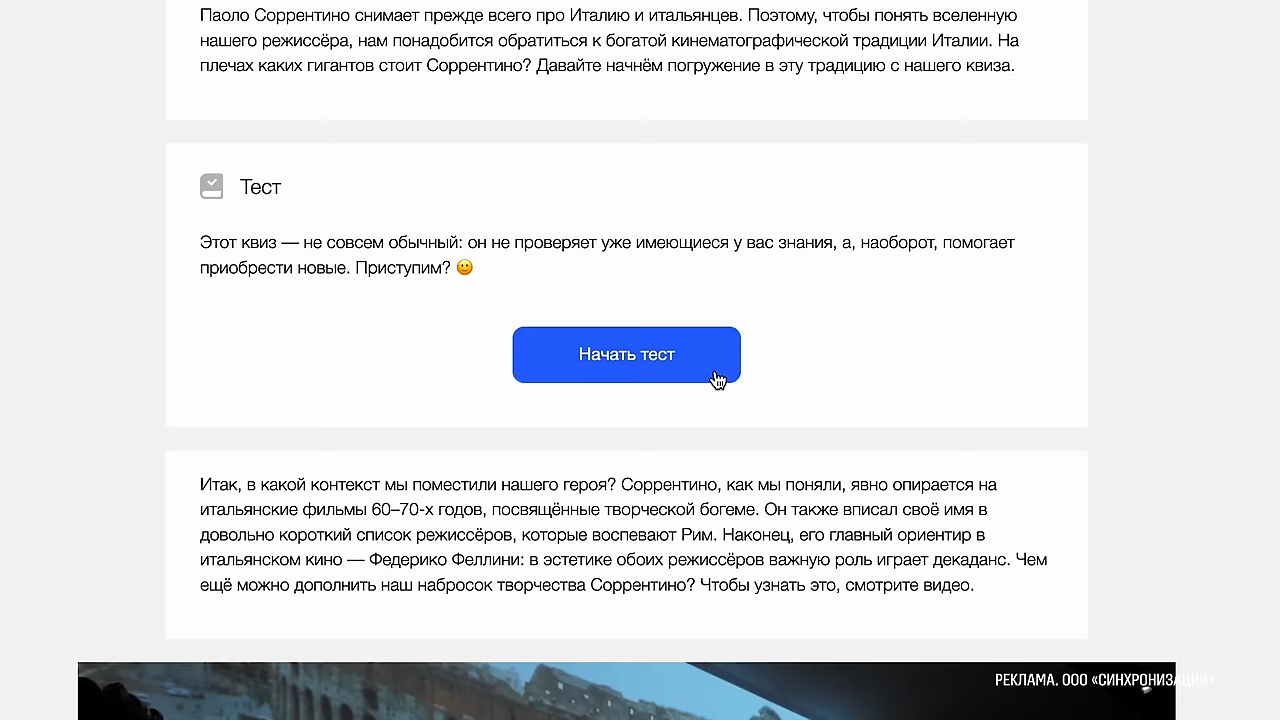 Паоло Соррентино снимает прежде всего про Италию и итальянцев. Поэтому, чтобы понять вселенную
нашего режиссёра, нам понадобится обратиться к богатой кинематографической традиции Италии. На
плечах каких гигантов стоит Соррентино? Давайте начнём погружение в эту традицию с нашего квиза.
Тест
Этот квиз — не совсем обычный: он не проверяет уже имеющиеся у вас знания, а, наоборот, помогает
приобрести новые. Приступим? 🙂
Начать тест
Итак, в какой контекст мы поместили нашего героя? Соррентино, как мы поняли, явно опирается на
итальянские фильмы 60–70-х годов, посвящённые творческой богеме. Он также вписал своё имя в
довольно короткий список режиссёров, которые воспевают Рим. Наконец, его главный ориентир в
итальянском кино — Федерико Феллини: в эстетике обоих режиссёров важную роль играет декаданс. Чем
ещё можно дополнить наш набросок творчества Соррентино? Чтобы узнать это, смотрите видео.
РЕКЛАМА. ООО «СИНХРОНИЗАЦИЯ»